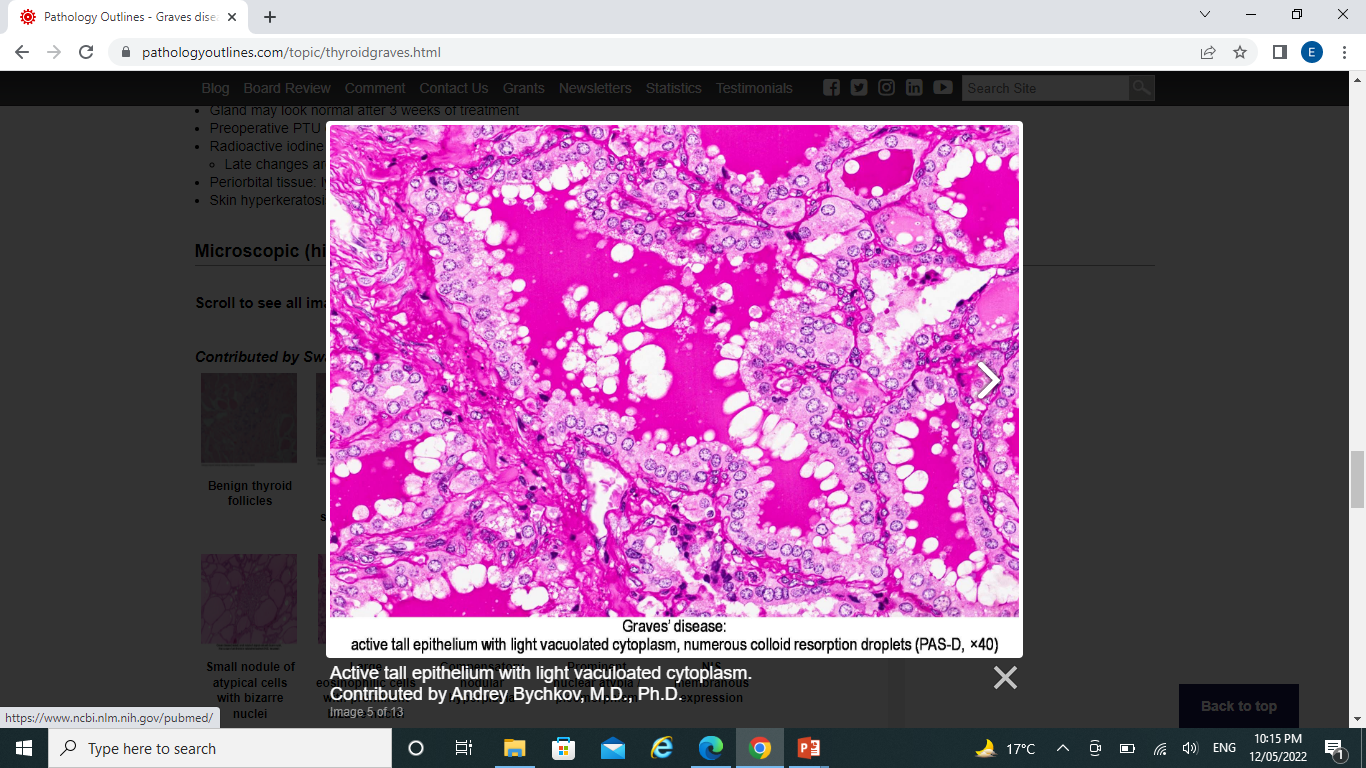 Pathology Outlines - Graves dise
pathologyoutlines.com/topic/thyroidgraves.html
E
Blog Board Review Comment Contact Us Grants Newsletters Statistics Testimonials
Search Site
Gland may look normal after 3 weeks of treatment
Preoperative PTU
Radioactive iodine
Late changes
Periorbital tissue:
Skin hyperkeratosi
Microscopic (hi
Scroll to see all
Contributed by
Benign thyroid
follicles
Graves' disease:
active tall epithelium with light vacuolated cytoplasm, numerous colloid resorption droplets (PAS-D, ×40)
Active tall epithelium with light vaculoated cytoplasm.
Contributed by Andrey Bychkov, M.D., Ph.D.
Image 5 of 13
Small nodule of
atypical cells
with bizarre
nuclei
expression
Back to top
https://www.ncbi.nlm.nih.gov/pubmed/
Type here to search
17°C
ENG
10:15 PM
12/05/2022
1